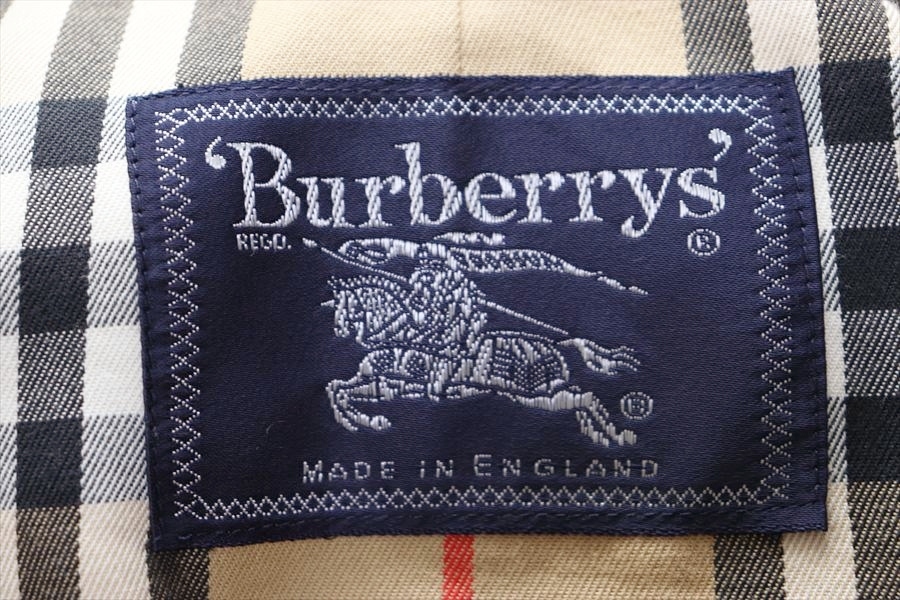 ‘Burberrys’
REGD. ®
®
MADE IN ENGLAND